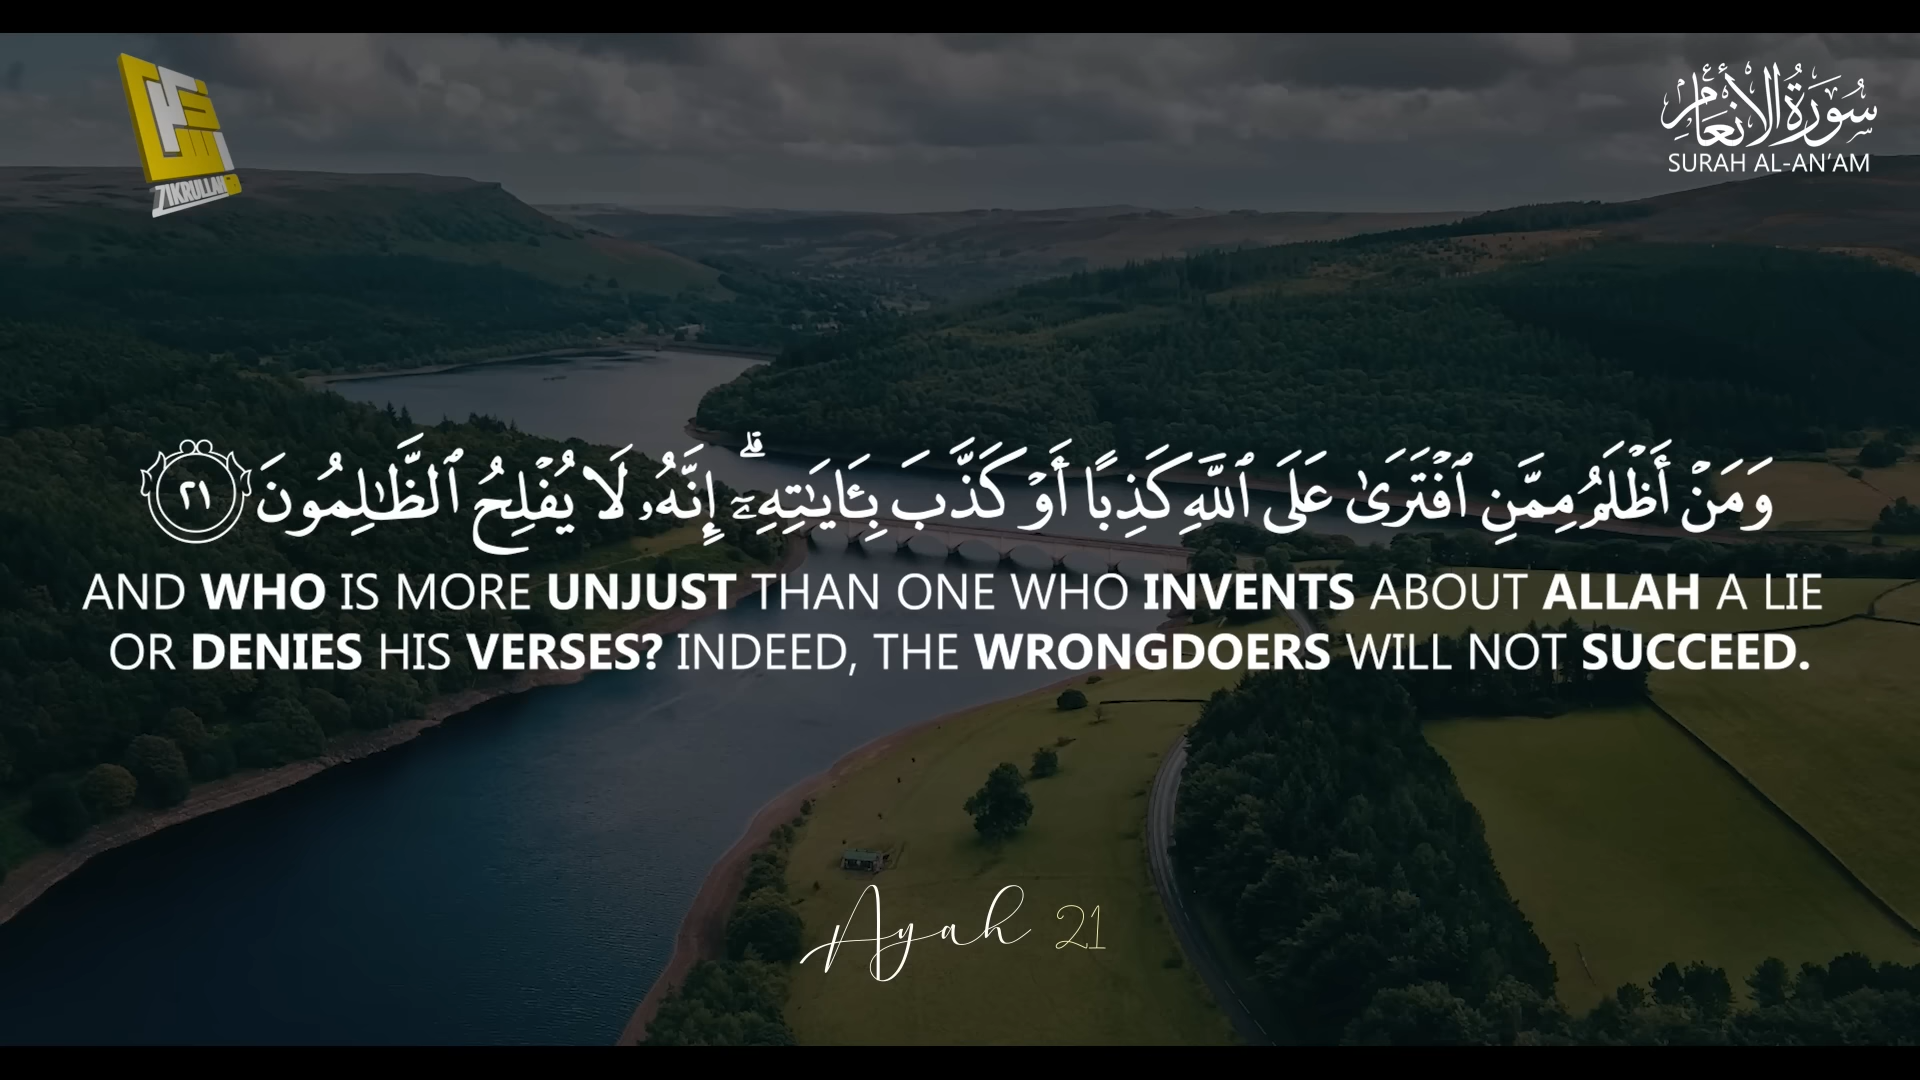 ZIKRULLAH
سُورَةُ الأَنْعَامِ
SURAH AL-AN'AM
وَمَنْ أَظْلَمُ مِمَّنِ ٱفْتَرَىٰ عَلَى ٱللَّهِ كَذِبًا أَوْ كَذَّبَ بِـَٔايَـٰتِهِۦٓ ۗ إِنَّهُۥ لَا يُفْلِحُ ٱلظَّـٰلِمُونَ ٢١
AND WHO IS MORE UNJUST THAN ONE WHO INVENTS ABOUT ALLAH A LIE
OR DENIES HIS VERSES? INDEED, THE WRONGDOERS WILL NOT SUCCEED.
Ayah 21